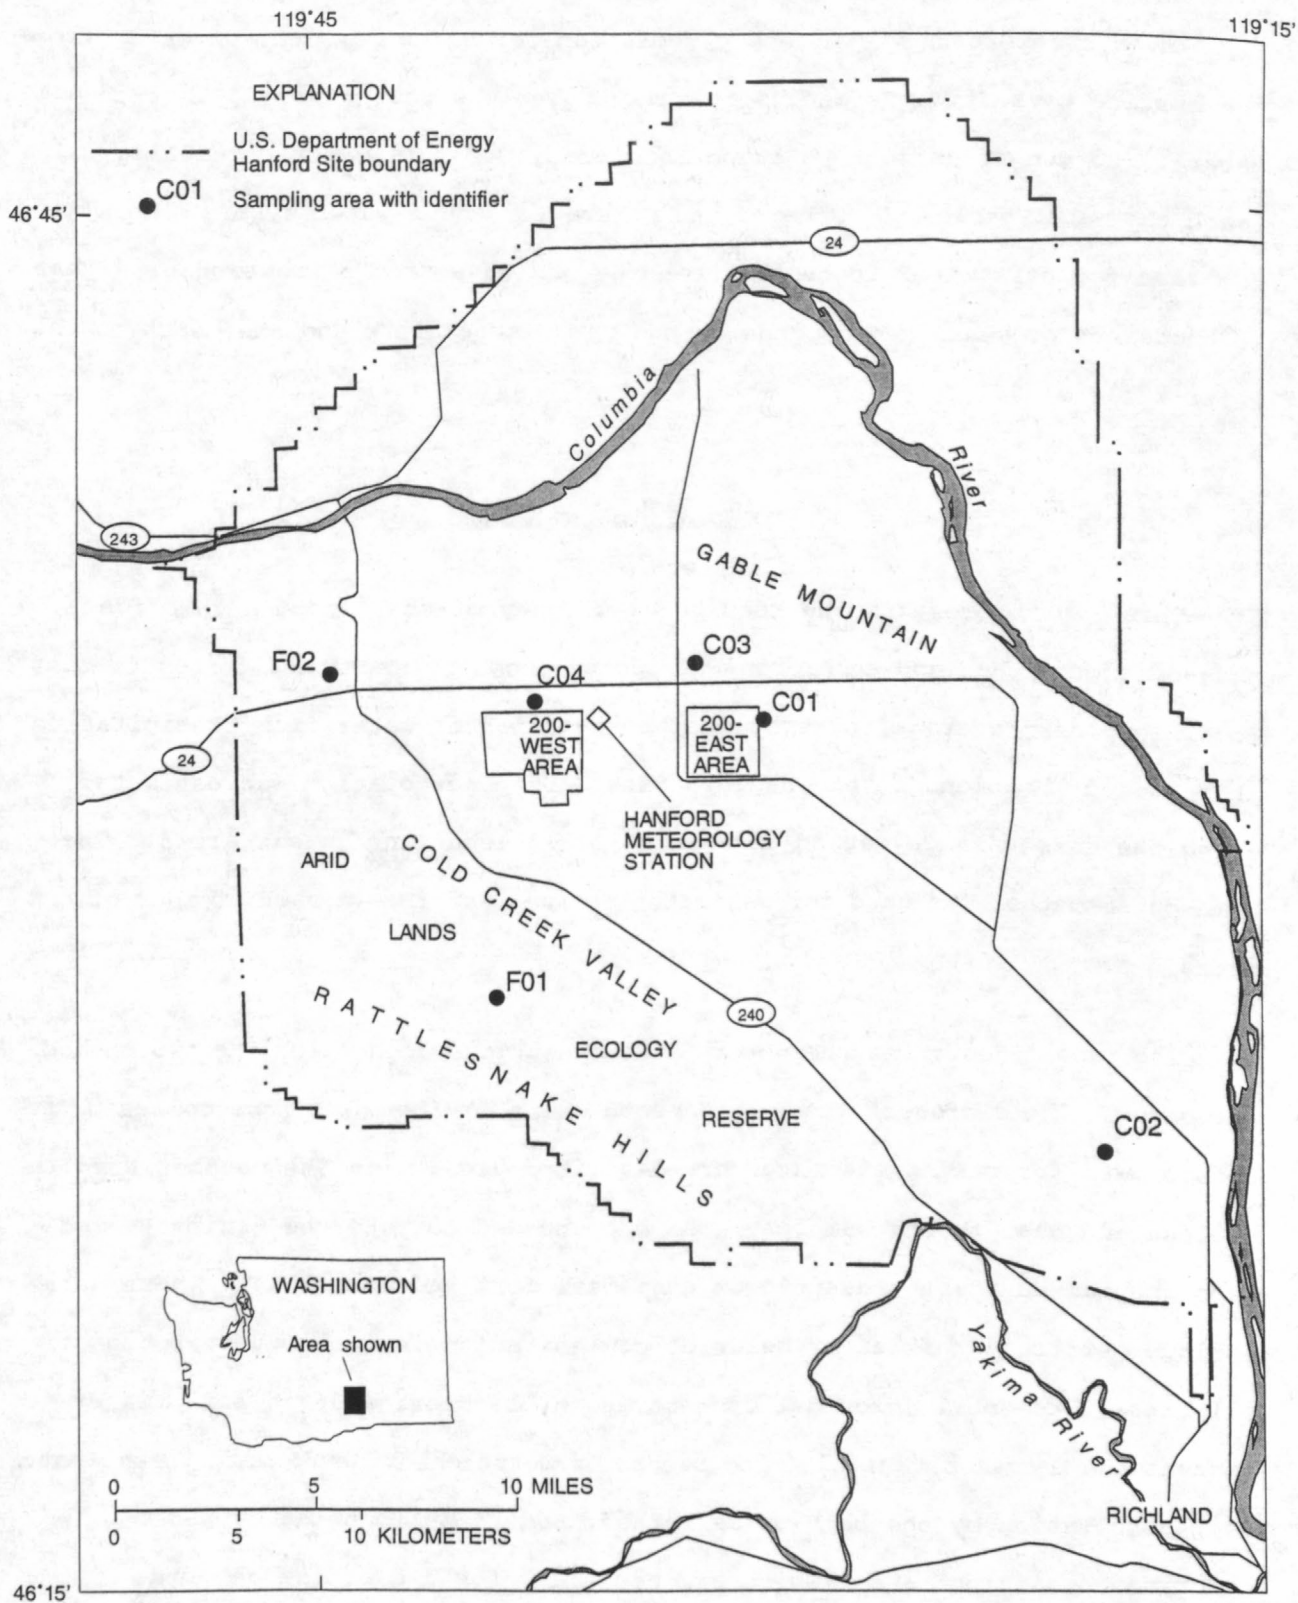 119°45
119°15'
EXPLANATION
U.S. Department of Energy
Hanford Site boundary
C01
Sampling area with identifier
46°45'
24
Columbia
River
243
GABLE MOUNTAIN
F02
C03
C04
C01
200-
WEST
AREA
200-
EAST
AREA
24
HANFORD
METEOROLOGY
STATION
ARID
COLD CREEK VALLEY
LANDS
F01
RATTLESNAKE HILLS
240
ECOLOGY
RESERVE
C02
WASHINGTON
Area shown
Yakima River
0 5 10 MILES
0 5 10
KILOMETERS
RICHLAND
46°15'